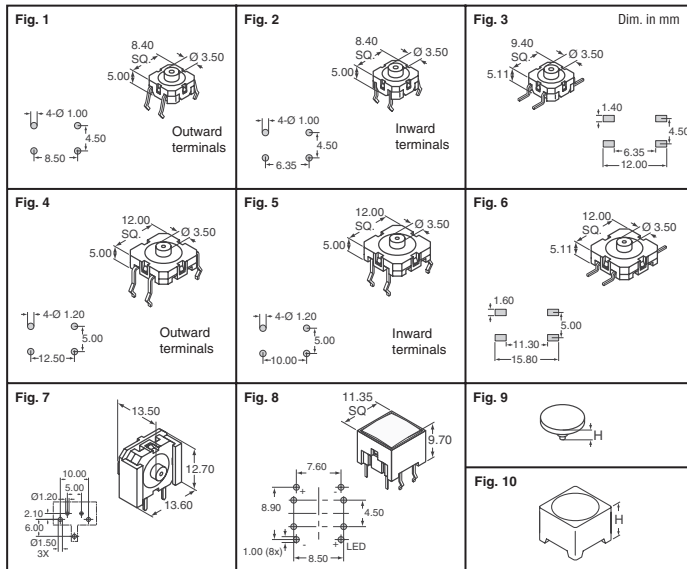 Fig. 1
8.40
SQ.
Ø 3.50
5.00
4-Ø 1.00
4.50
8.50
Outward
terminals
Fig. 2
8.40
SQ.
Ø 3.50
5.00
4-Ø 1.00
4.50
6.35
Inward
terminals
Fig. 3
Dim. in mm
9.40
SQ.
Ø 3.50
5.11
1.40
4.50
6.35
12.00
Fig. 4
12.00
SQ.
Ø 3.50
5.00
4-Ø 1.20
5.00
12.50
Outward
terminals
Fig. 5
12.00
SQ.
Ø 3.50
5.00
4-Ø 1.20
5.00
10.00
Inward
terminals
Fig. 6
12.00
SQ.
Ø 3.50
5.11
1.60
5.00
11.30
15.80
Fig. 7
13.50
12.70
13.60
10.00
5.00
Ø1.20
2.10
6.00
Ø1.50
3X
Fig. 8
11.35
SQ
9.70
7.60
+ -
8.90
4.50
- +
LED
1.00 (8x)
8.50
Fig. 9
H
Fig. 10
H